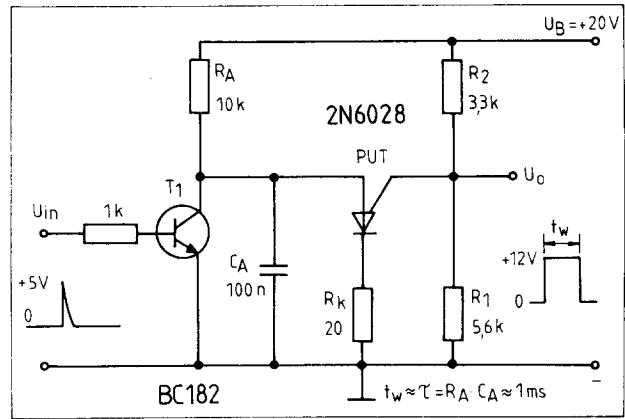 U_B = +20V
R_A
10k
R_2
3,3k
2N6028
PUT
U_o
T_1
U_in
1k
t_w
+12V
0
C_A
100n
+5V
0
R_k
20
R_1
5,6k
BC182
t_w ≈ τ = R_A · C_A ≈ 1ms
−